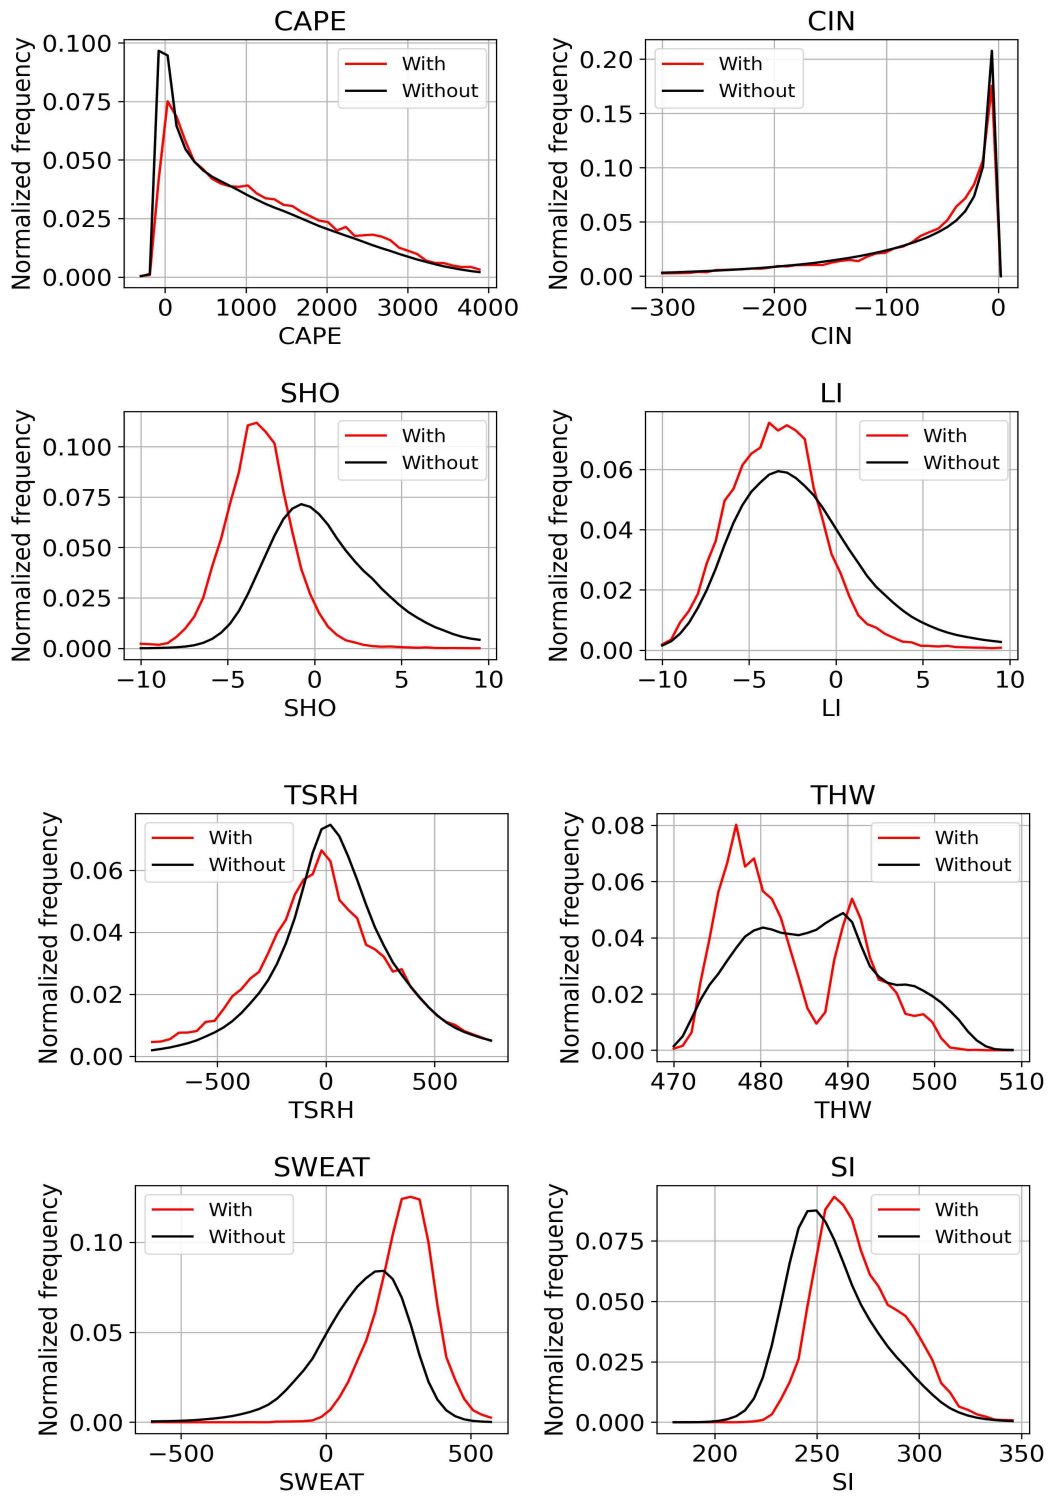 CAPE
Normalized frequency
0.100
0.075
0.050
0.025
0.000
With
Without
0 1000 2000 3000 4000
CAPE
CIN
Normalized frequency
0.20
0.15
0.10
0.05
0.00
With
Without
−300 −200 −100 0
CIN
SHO
Normalized frequency
0.100
0.075
0.050
0.025
0.000
With
Without
−10 −5 0 5 10
SHO
LI
Normalized frequency
0.06
0.04
0.02
0.00
With
Without
−10 −5 0 5 10
LI
TSRH
Normalized frequency
0.06
0.04
0.02
0.00
With
Without
−500 0 500
TSRH
THW
Normalized frequency
0.08
0.06
0.04
0.02
0.00
With
Without
470 480 490 500 510
THW
SWEAT
Normalized frequency
0.10
0.05
0.00
With
Without
−500 0 500
SWEAT
SI
Normalized frequency
0.075
0.050
0.025
0.000
With
Without
200 250 300 350
SI